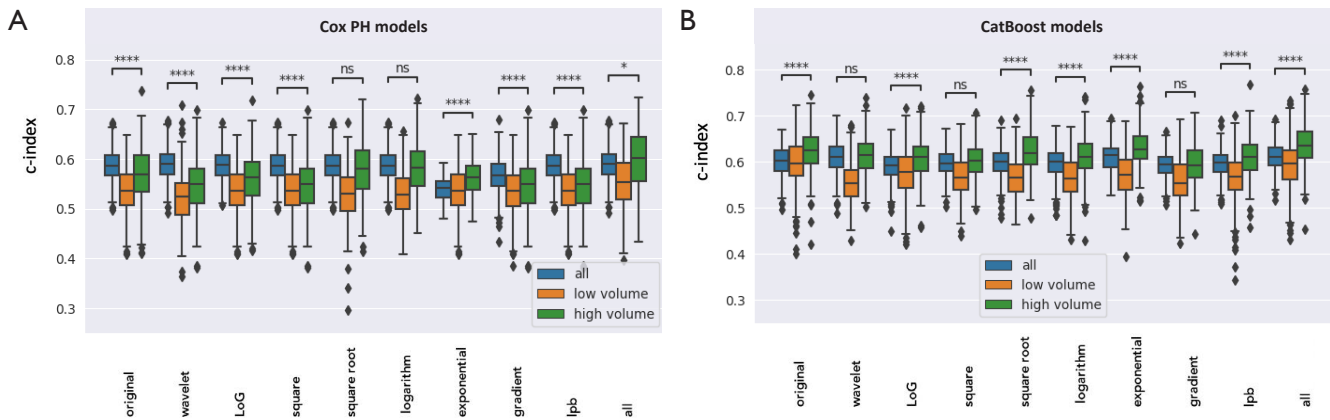 A
Cox PH models
c-index
0.8
0.7
0.6
0.5
0.4
0.3
****
****
****
****
ns
ns
****
****
****
*
all
low volume
high volume
original
wavelet
LoG
square
square root
logarithm
exponential
gradient
lpb
all
B
CatBoost models
c-index
0.8
0.7
0.6
0.5
0.4
0.3
****
ns
****
ns
****
****
****
ns
****
****
all
low volume
high volume
original
wavelet
LoG
square
square root
logarithm
exponential
gradient
lpb
all